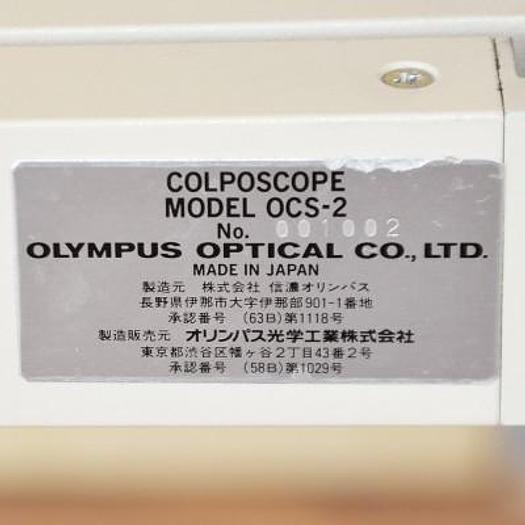 COLPOSCOPE
MODEL OCS-2
No. 001002
OLYMPUS OPTICAL CO., LTD.
MADE IN JAPAN
製造元 株式会社 信濃オリンパス
長野県伊那市大字伊那部901-1番地
承認番号 (63B)第1118号
製造販売元 オリンパス光学工業株式会社
東京都渋谷区幡ヶ谷2丁目43番2号
承認番号 (58B)第1029号